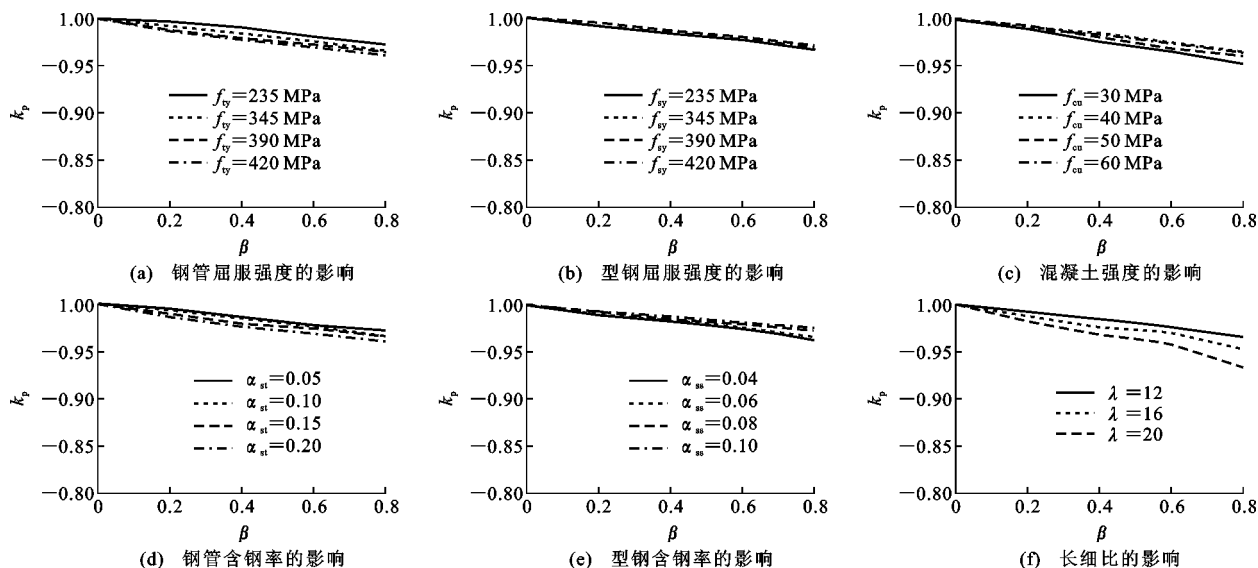 1.00
−0.95
−0.90
−0.85
−0.80
k_p
f_ty=235 MPa
f_ty=345 MPa
f_ty=390 MPa
f_ty=420 MPa
0 0.2 0.4 0.6 0.8
β
(a) 钢管屈服强度的影响
1.00
−0.95
−0.90
−0.85
−0.80
k_p
f_sy=235 MPa
f_sy=345 MPa
f_sy=390 MPa
f_sy=420 MPa
0 0.2 0.4 0.6 0.8
β
(b) 型钢屈服强度的影响
1.00
−0.95
−0.90
−0.85
−0.80
k_p
f_cu=30 MPa
f_cu=40 MPa
f_cu=50 MPa
f_cu=60 MPa
0 0.2 0.4 0.6 0.8
β
(c) 混凝土强度的影响
1.00
−0.95
−0.90
−0.85
−0.80
k_p
α_st=0.05
α_st=0.10
α_st=0.15
α_st=0.20
0 0.2 0.4 0.6 0.8
β
(d) 钢管含钢率的影响
1.00
−0.95
−0.90
−0.85
−0.80
k_p
α_ss=0.04
α_ss=0.06
α_ss=0.08
α_ss=0.10
0 0.2 0.4 0.6 0.8
β
(e) 型钢含钢率的影响
1.00
−0.95
−0.90
−0.85
−0.80
k_p
λ=12
λ=16
λ=20
0 0.2 0.4 0.6 0.8
β
(f) 长细比的影响